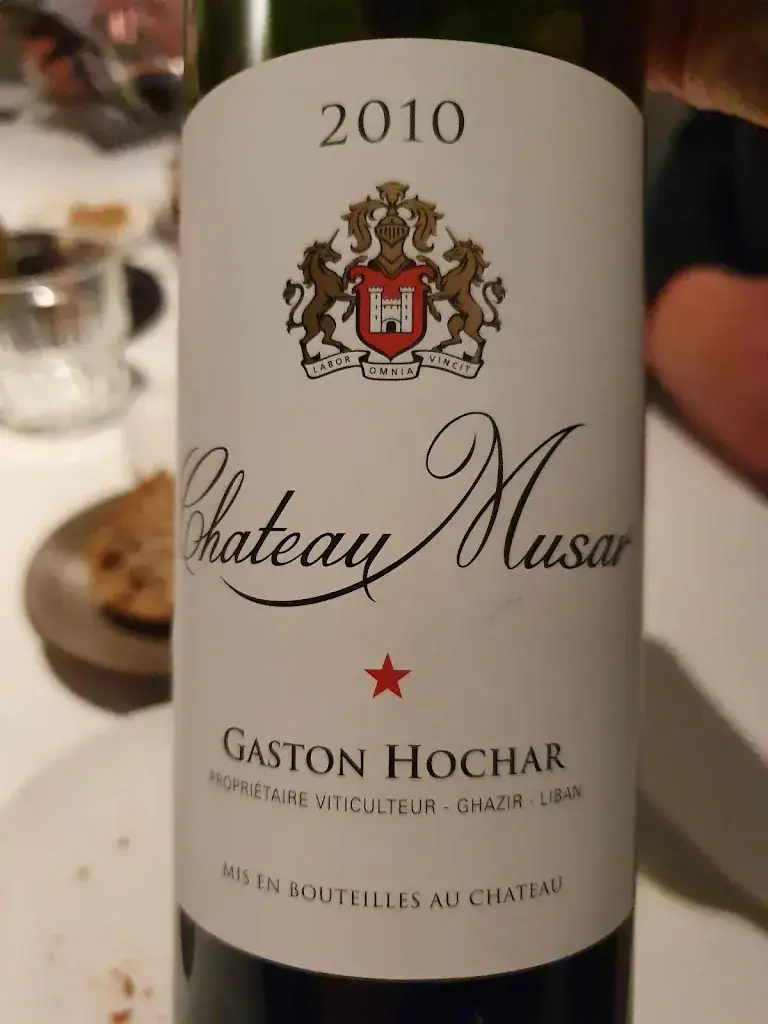 2010
LABOR OMNIA VINCIT
Chateau Musar
GASTON HOCHAR
PROPRIÉTAIRE VITICULTEUR - GHAZIR - LIBAN
MIS EN BOUTEILLES AU CHATEAU